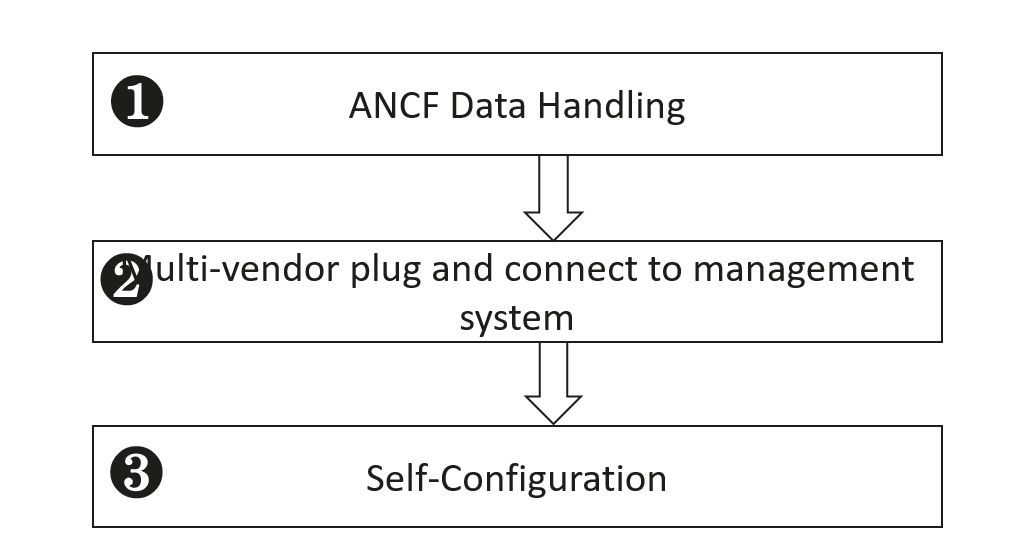 ❶ ANCF Data Handling
❷ Multi-vendor plug and connect to management
system
❸ Self-Configuration